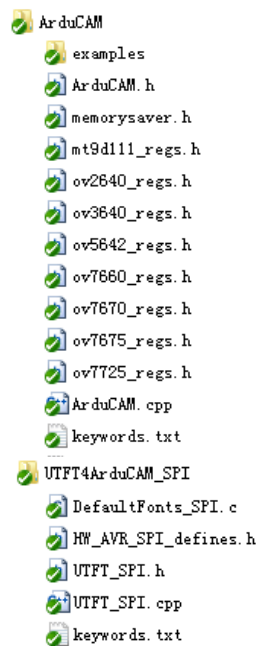 ArduCAM
examples
ArduCAM.h
memorysaver.h
mt9d111_regs.h
ov2640_regs.h
ov3640_regs.h
ov5642_regs.h
ov7660_regs.h
ov7670_regs.h
ov7675_regs.h
ov7725_regs.h
ArduCAM.cpp
keywords.txt
UTFT4ArduCAM_SPI
DefaultFonts_SPI.c
HW_AVR_SPI_defines.h
UTFT_SPI.h
UTFT_SPI.cpp
keywords.txt